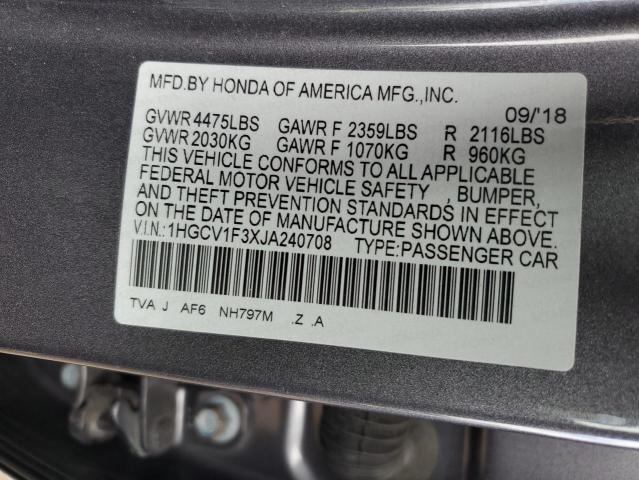 MFD.BY HONDA OF AMERICA MFG.,INC. 09/'18
GVWR 4475LBS GAWR F 2359LBS R 2116LBS
GVWR 2030KG GAWR F 1070KG R 960KG
THIS VEHICLE CONFORMS TO ALL APPLICABLE
FEDERAL MOTOR VEHICLE SAFETY , BUMPER,
AND THEFT PREVENTION STANDARDS IN EFFECT
ON THE DATE OF MANUFACTURE SHOWN ABOVE.
V.I.N.:1HGCV1F3XJA240708 TYPE:PASSENGER CAR
TVA J AF6 NH797M .Z .A